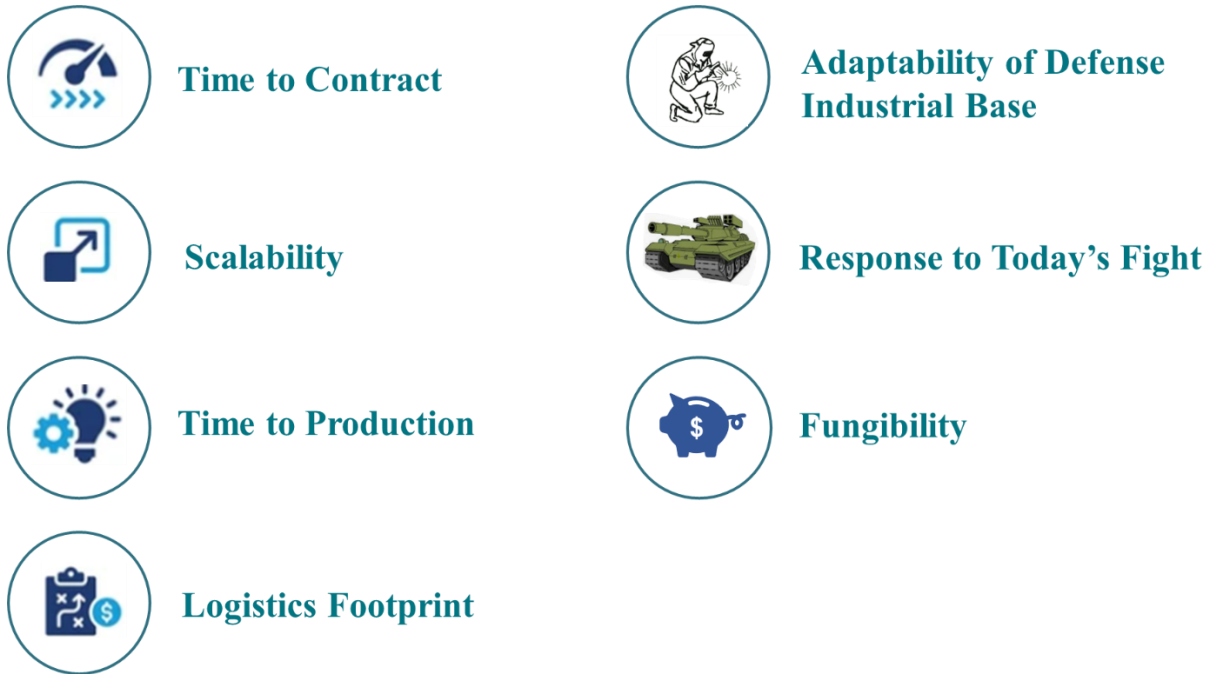 Time to Contract
Scalability
Time to Production
Logistics Footprint
Adaptability of Defense
Industrial Base
Response to Today’s Fight
$ Fungibility
$